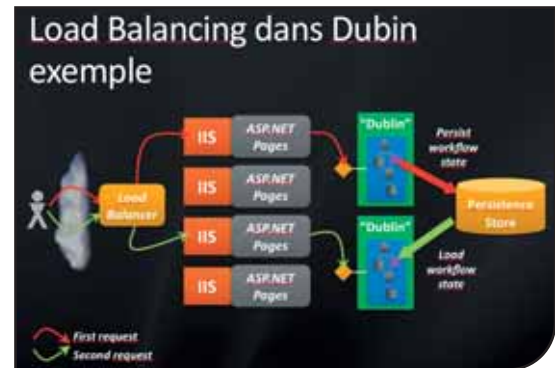 Load Balancing dans Dubin
exemple
IIS
ASP.NET
Pages
"Dublin"
Persist
workflow
state
IIS
ASP.NET
Pages
Load
Balancer
Persistence
Store
IIS
ASP.NET
Pages
"Dublin"
Load
workflow
state
IIS
ASP.NET
Pages
First request
Second request